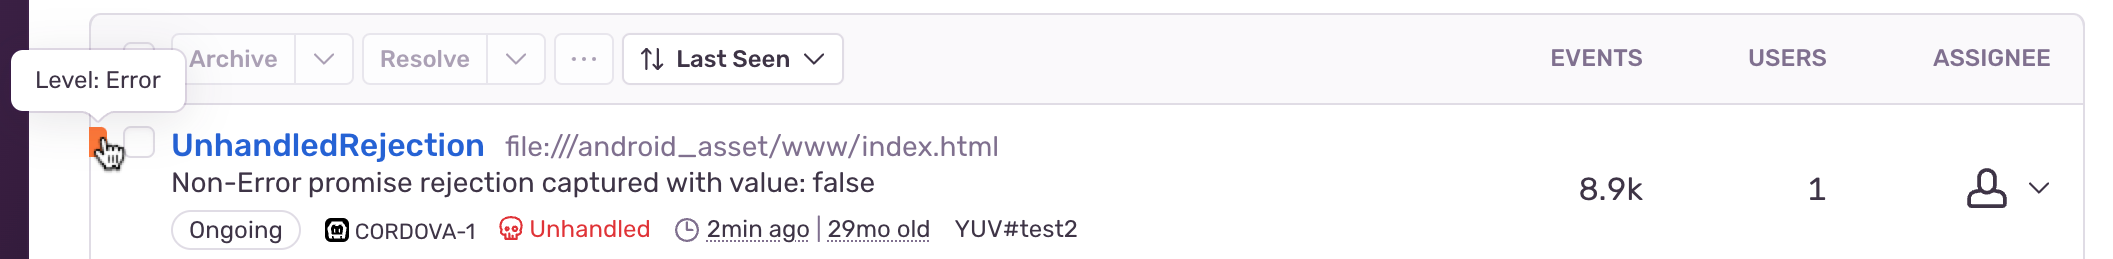 Archive Resolve ... Last Seen EVENTS USERS ASSIGNEE
Level: Error
UnhandledRejection file:///android_asset/www/index.html
Non-Error promise rejection captured with value: false
8.9k 1
Ongoing CORDOVA-1 Unhandled 2min ago | 29mo old YUV#test2